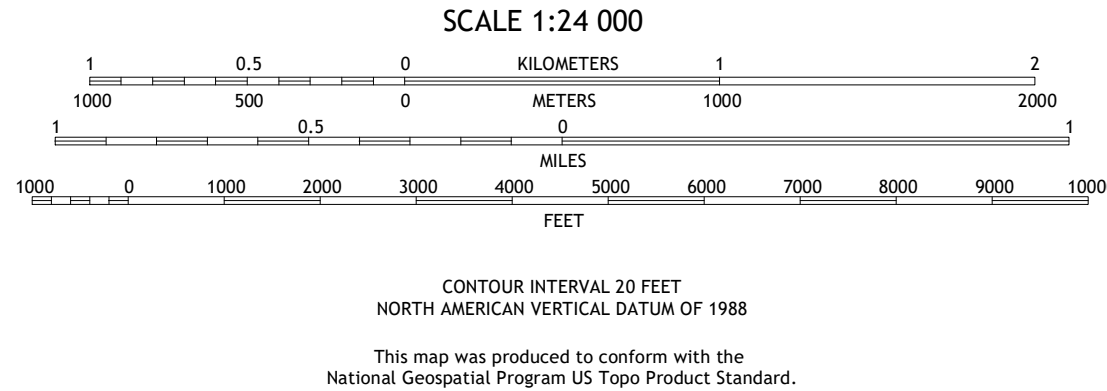 SCALE 1:24 000
1 0.5 0 KILOMETERS 1 2
1000 500 0 METERS 1000 2000
1 0.5 0 1
MILES
1000 0 1000 2000 3000 4000 5000 6000 7000 8000 9000 1000
FEET
CONTOUR INTERVAL 20 FEET
NORTH AMERICAN VERTICAL DATUM OF 1988
This map was produced to conform with the
National Geospatial Program US Topo Product Standard.